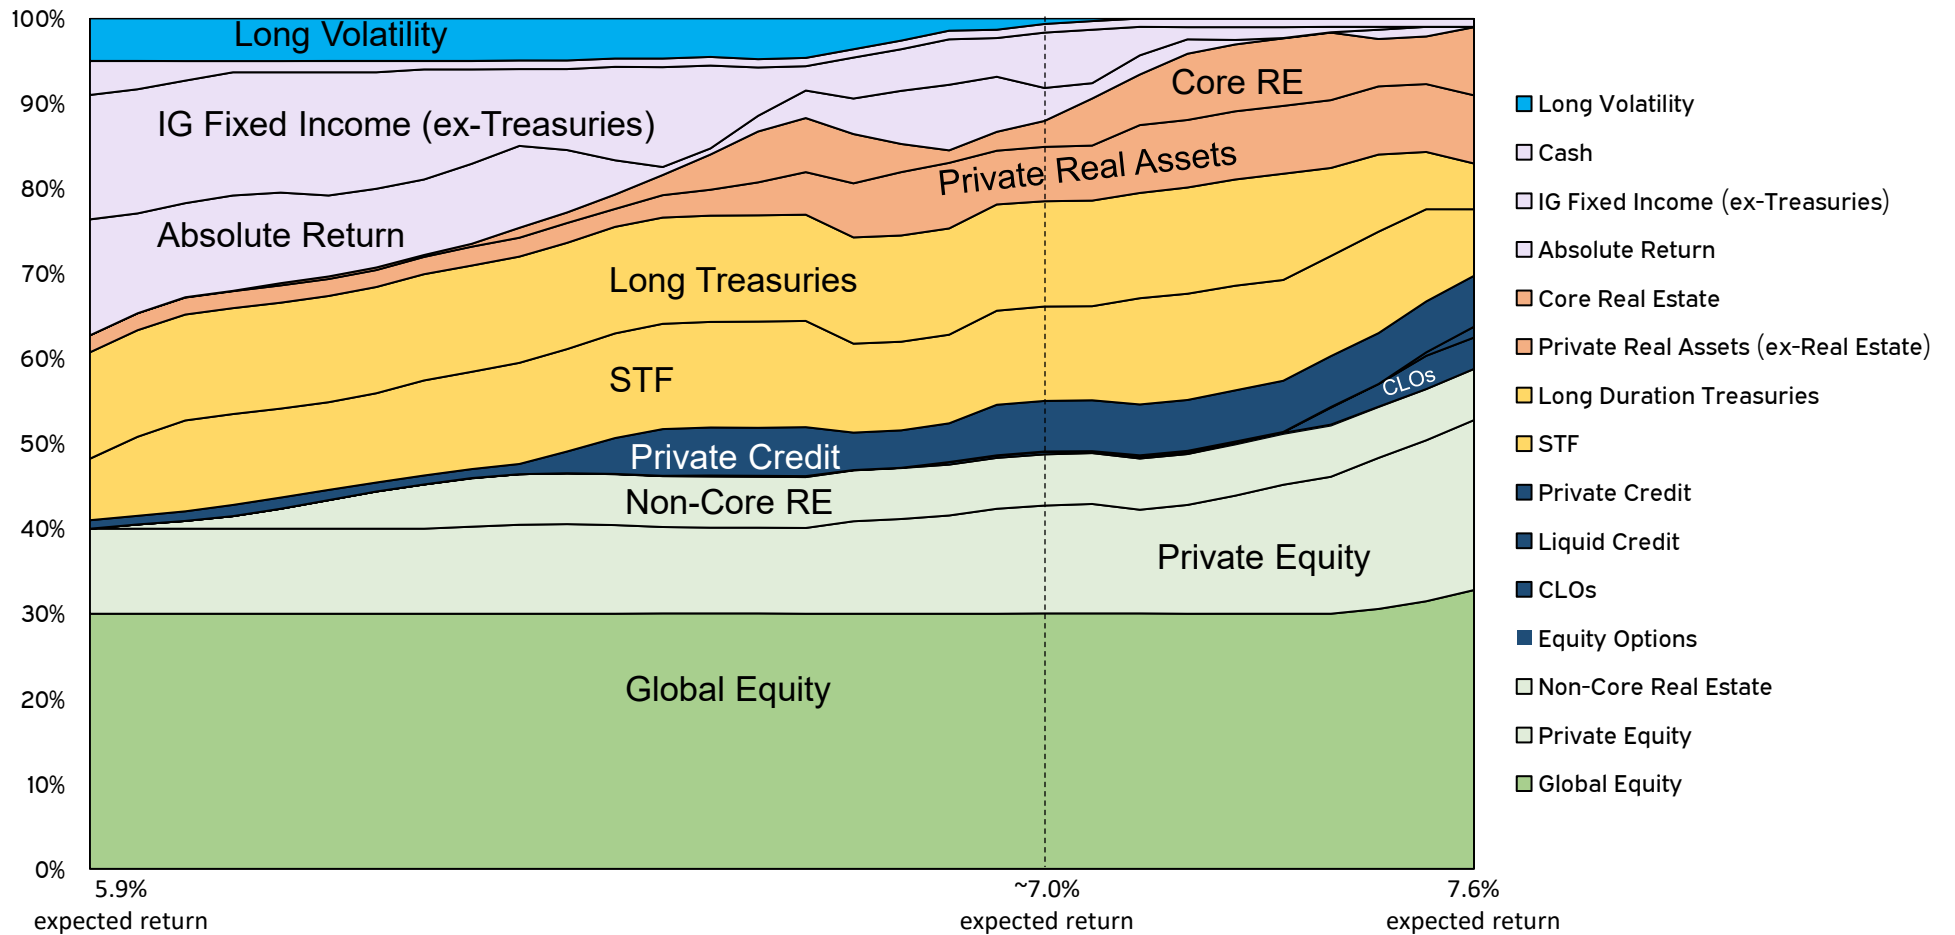 100%
90%
80%
70%
60%
50%
40%
30%
20%
10%
0%
Long Volatility
IG Fixed Income (ex-Treasuries)
Absolute Return
Core RE
Private Real Assets
Long Treasuries
STF
CLOs
Private Credit
Non-Core RE
Private Equity
Global Equity
5.9%
expected return
~7.0%
expected return
7.6%
expected return
Long Volatility
Cash
IG Fixed Income (ex-Treasuries)
Absolute Return
Core Real Estate
Private Real Assets (ex-Real Estate)
Long Duration Treasuries
STF
Private Credit
Liquid Credit
CLOs
Equity Options
Non-Core Real Estate
Private Equity
Global Equity